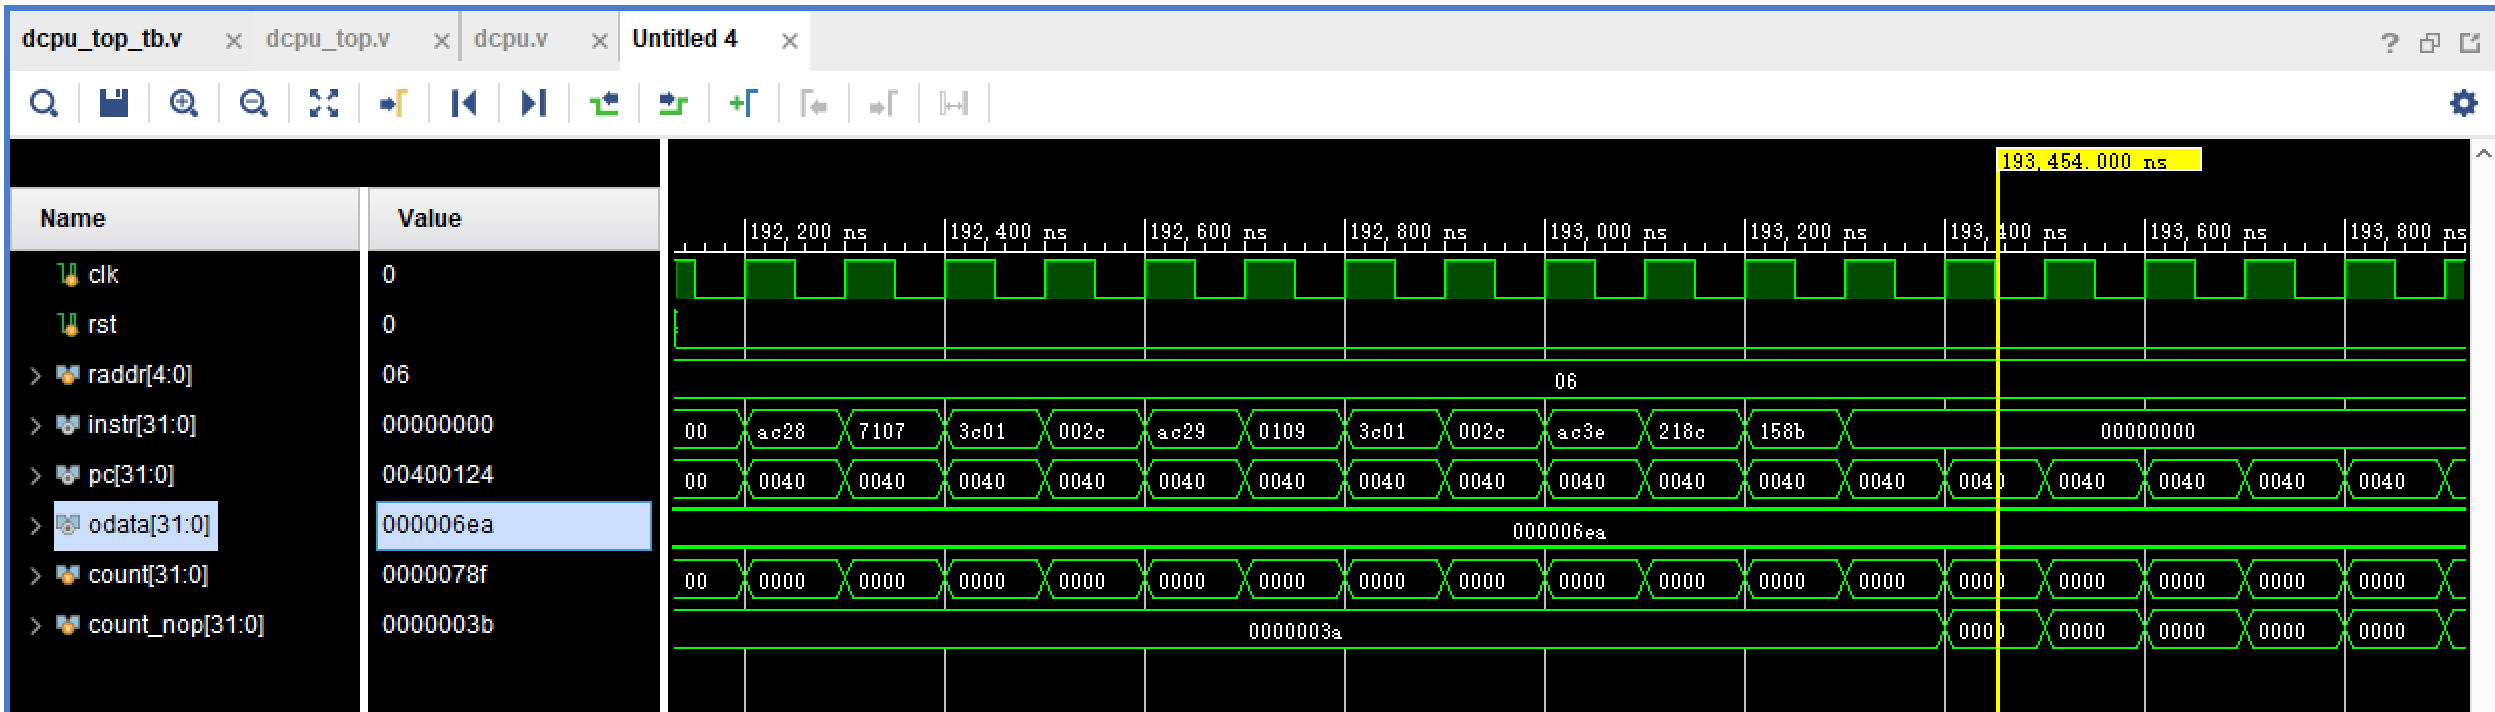 dcpu_top_tb.v × dcpu_top.v × dcpu.v × Untitled 4 × ?
193,454.000 ns
Name Value
192,200 ns 192,400 ns 192,600 ns 192,800 ns 193,000 ns 193,200 ns 193,400 ns 193,600 ns 193,800 ns
clk 0
rst 0
raddr[4:0] 06 06
instr[31:0] 00000000 00 ac28 7107 3c01 002c ac29 0109 3c01 002c ac3e 218c 158b 00000000
pc[31:0] 00400124 00 0040 0040 0040 0040 0040 0040 0040 0040 0040 0040 0040 0040 0040 0040 0040 0040 0040
odata[31:0] 000006ea 000006ea
count[31:0] 0000078f 00 0000 0000 0000 0000 0000 0000 0000 0000 0000 0000 0000 0000 0000 0000 0000 0000 0000
count_nop[31:0] 0000003b 0000003a 0000 0000 0000 0000 0000